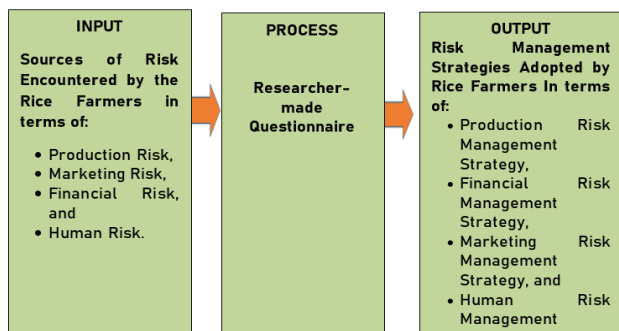 INPUT
Sources of Risk
Encountered by the
Rice Farmers in
terms of:
• Production Risk,
• Marketing Risk,
• Financial Risk,
and
• Human Risk.
PROCESS
Researcher-
made
Questionnaire
OUTPUT
Risk Management
Strategies Adopted by
Rice Farmers In terms
of:
• Production Risk
Management
Strategy,
• Financial Risk
Management
Strategy,
• Marketing Risk
Management
Strategy, and
• Human Risk
Management